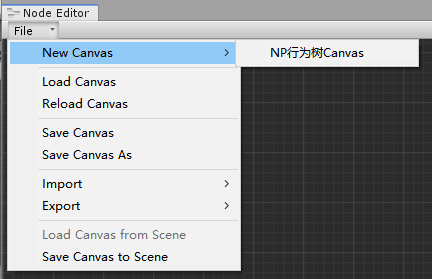 Node Editor
File
New Canvas
NP行为树Canvas
Load Canvas
Reload Canvas
Save Canvas
Save Canvas As
Import
Export
Load Canvas from Scene
Save Canvas to Scene